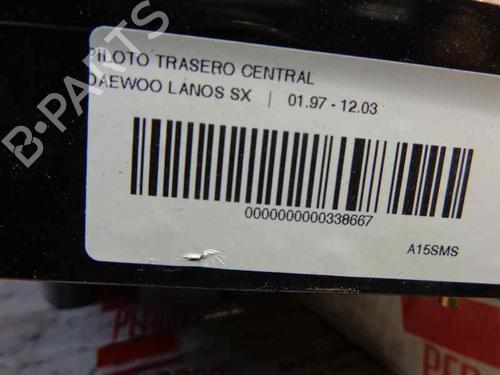 PILOTO TRASERO CENTRAL
DAEWOO LANOS SX | 01.97 - 12.03
0000000000338667
A15SMS
B-PARTS